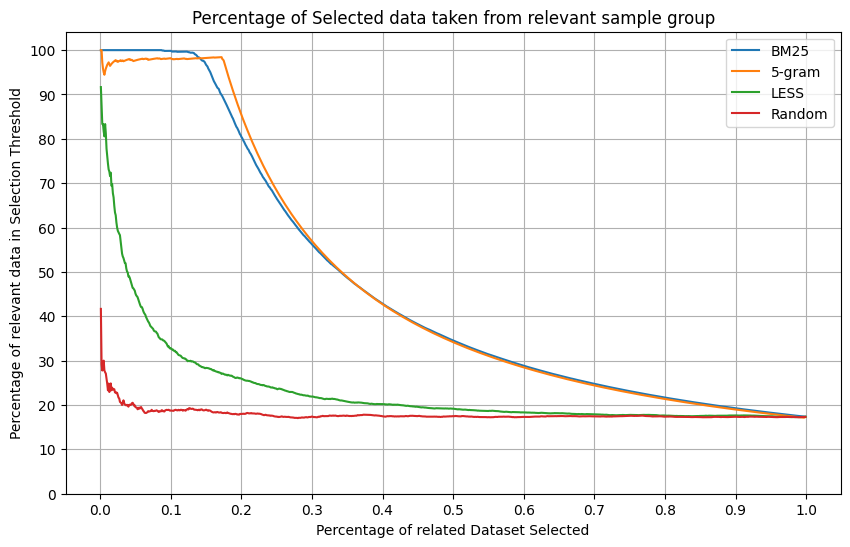 Percentage of Selected data taken from relevant sample group
BM25
5-gram
LESS
Random
Percentage of relevant data in Selection Threshold
100
90
80
70
60
50
40
30
20
10
0
0.0 0.1 0.2 0.3 0.4 0.5 0.6 0.7 0.8 0.9 1.0
Percentage of related Dataset Selected